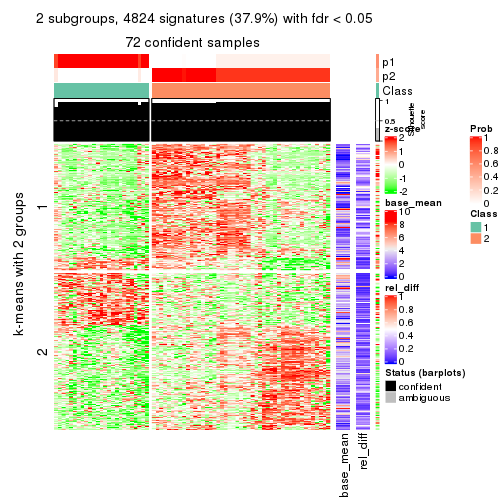 2 subgroups, 4824 signatures (37.9%) with fdr < 0.05
72 confident samples
p1
p2
Class
1
0.5
0
Silhouette
score
k-means with 2 groups
1
2
base_mean
rel_diff
z-score
2
1
0
-1
-2
base_mean
10
8
6
4
2
0
rel_diff
1
0.8
0.6
0.4
0.2
0
Status (barplots)
confident
ambiguous
Prob
1
0.8
0.6
0.4
0.2
0
Class
1
2